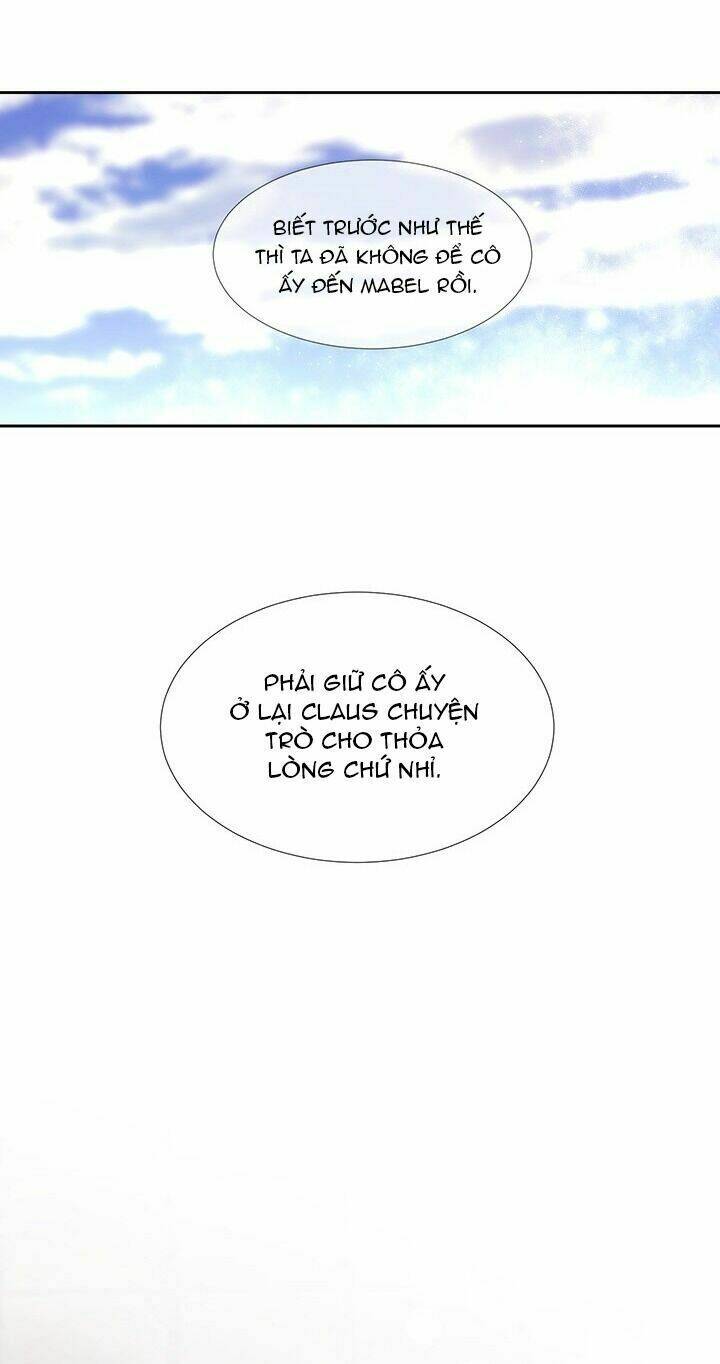 BIẾT TRƯỚC NHƯ THẾ
THÌ TA ĐÃ KHÔNG ĐỂ CÔ
ẤY ĐẾN MABEL RỒI.
PHẢI GIỮ CÔ ẤY
Ở LẠI CLAUS CHUYỆN
TRÒ CHO THỎA
LÒNG CHỨ NHỈ.